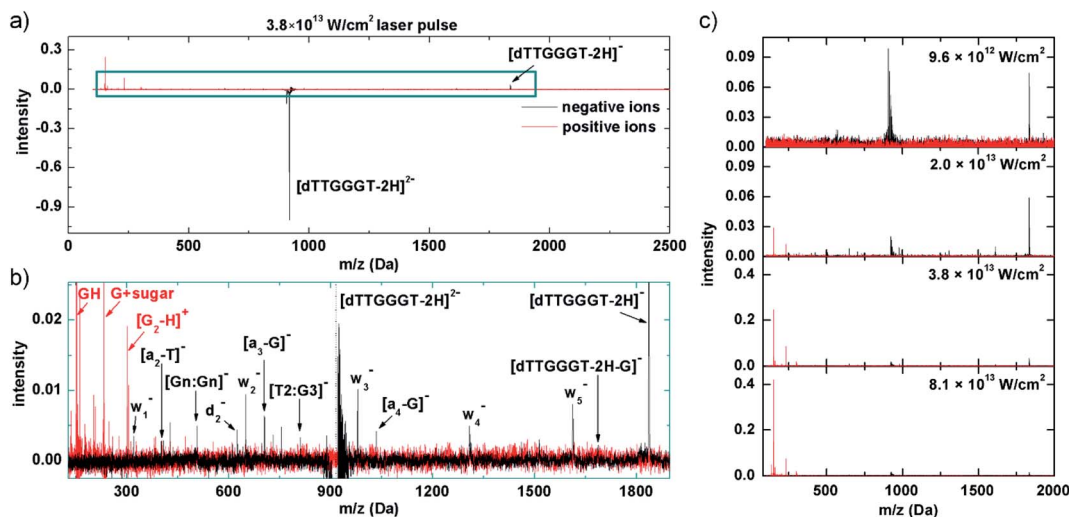 a)
3.8×10¹³ W/cm² laser pulse
0.3
0.0
-0.3
-0.6
-0.9
intensity
[dTTGGGT-2H]⁻
negative ions
positive ions
[dTTGGGT-2H]²⁻
0
500
1000
1500
2000
2500
m/z (Da)
b)
0.02
0.01
0.00
intensity
GH
G+sugar
[G₂-H]⁺
[a₂-T]⁻
[Gn:Gn]⁻
w₁⁻
d₂⁻
w₂⁻
[a₃-G]⁻
[T2:G3]⁻
[dTTGGGT-2H]²⁻
w₃⁻
[a₄-G]⁻
w₄⁻
[dTTGGGT-2H]⁻
[dTTGGGT-2H-G]⁻
w₅⁻
300
600
900
1200
1500
1800
m/z (Da)
c)
9.6 × 10¹² W/cm²
0.09
0.06
0.03
0.00
2.0 × 10¹³ W/cm²
0.09
0.06
0.03
0.00
3.8 × 10¹³ W/cm²
0.4
0.2
0.0
8.1 × 10¹³ W/cm²
0.4
0.2
0.0
intensity
500
1000
1500
2000
m/z (Da)